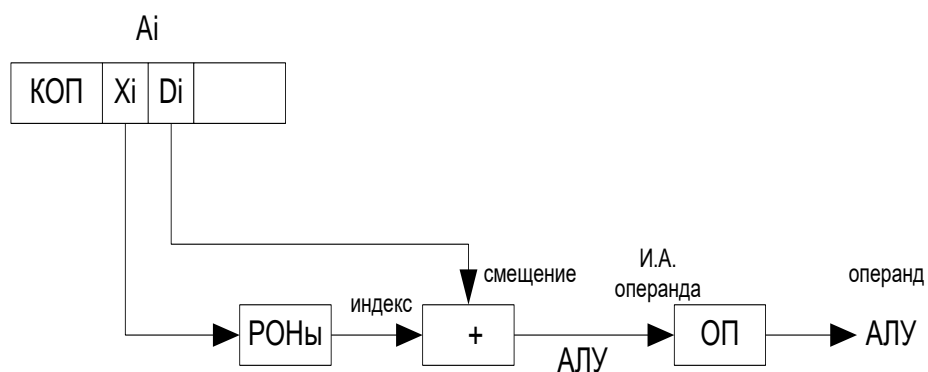 Ai
КОП Xi Di
И.А.
операнда
смещение
операнд
индекс
РОНы
+
АЛУ
ОП
АЛУ